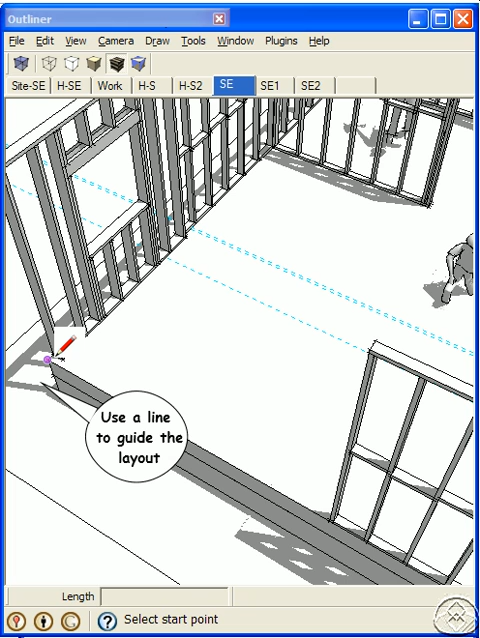 Outliner
File Edit View Camera Draw Tools Window Plugins Help
Site-SE H-SE Work H-S H-S2 SE SE1 SE2
Use a line
to guide the
layout
Length
Select start point